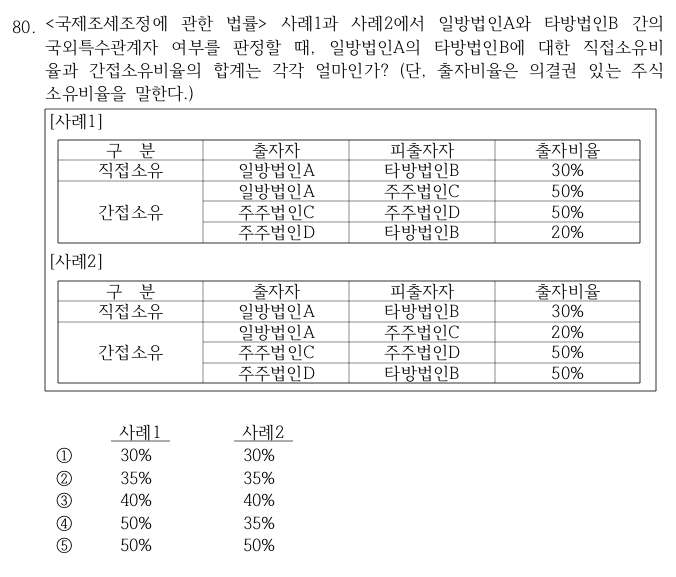 80. <국제조세조정에 관한 법률> 사례1과 사례2에서 일방법인A와 타방법인B 간의
국외특수관계자 여부를 판정할 때, 일방법인A의 타방법인B에 대한 직접소유비
율과 간접소유비율의 합계는 각각 얼마인가? (단, 출자비율은 의결권 있는 주식
소유비율을 말한다.)
[사례1]
구 분 출자자 피출자자 출자비율
직접소유 일방법인A 타방법인B 30%
일방법인A 주주법인C 50%
간접소유 주주법인C 주주법인D 50%
주주법인D 타방법인B 20%
[사례2]
구 분 출자자 피출자자 출자비율
직접소유 일방법인A 타방법인B 30%
일방법인A 주주법인C 20%
간접소유 주주법인C 주주법인D 50%
주주법인D 타방법인B 50%
사례1 사례2
① 30% 30%
② 35% 35%
③ 40% 40%
④ 50% 35%
⑤ 50% 50%